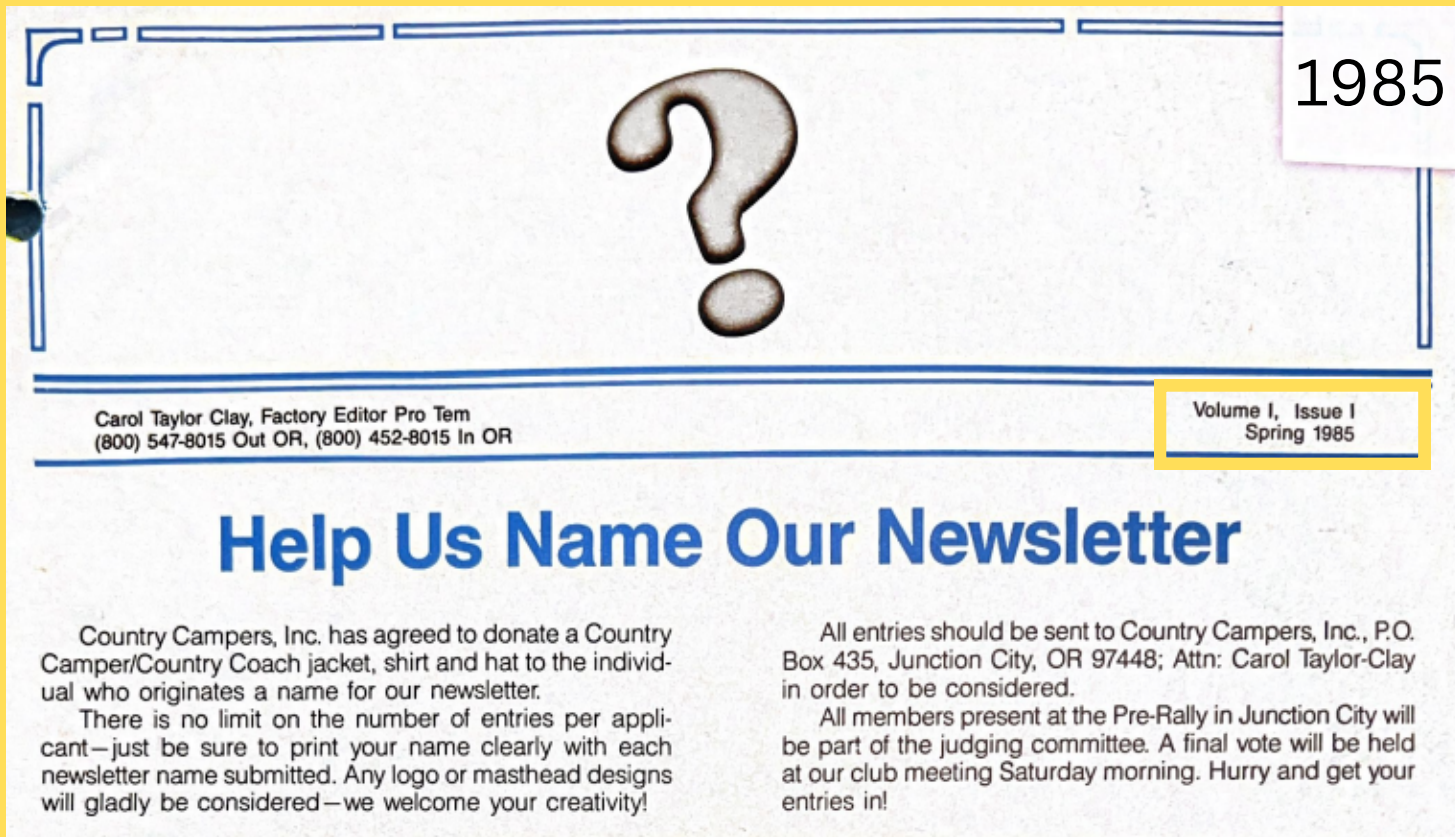 1985
?
Carol Taylor Clay, Factory Editor Pro Tem
(800) 547-8015 Out OR, (800) 452-8015 In OR
Volume I, Issue I
Spring 1985
Help Us Name Our Newsletter
Country Campers, Inc. has agreed to donate a Country
Camper/Country Coach jacket, shirt and hat to the individ-
ual who originates a name for our newsletter.
There is no limit on the number of entries per appli-
cant—just be sure to print your name clearly with each
newsletter name submitted. Any logo or masthead designs
will gladly be considered—we welcome your creativity!
All entries should be sent to Country Campers, Inc., P.O.
Box 435, Junction City, OR 97448; Attn: Carol Taylor-Clay
in order to be considered.
All members present at the Pre-Rally in Junction City will
be part of the judging committee. A final vote will be held
at our club meeting Saturday morning. Hurry and get your
entries in!